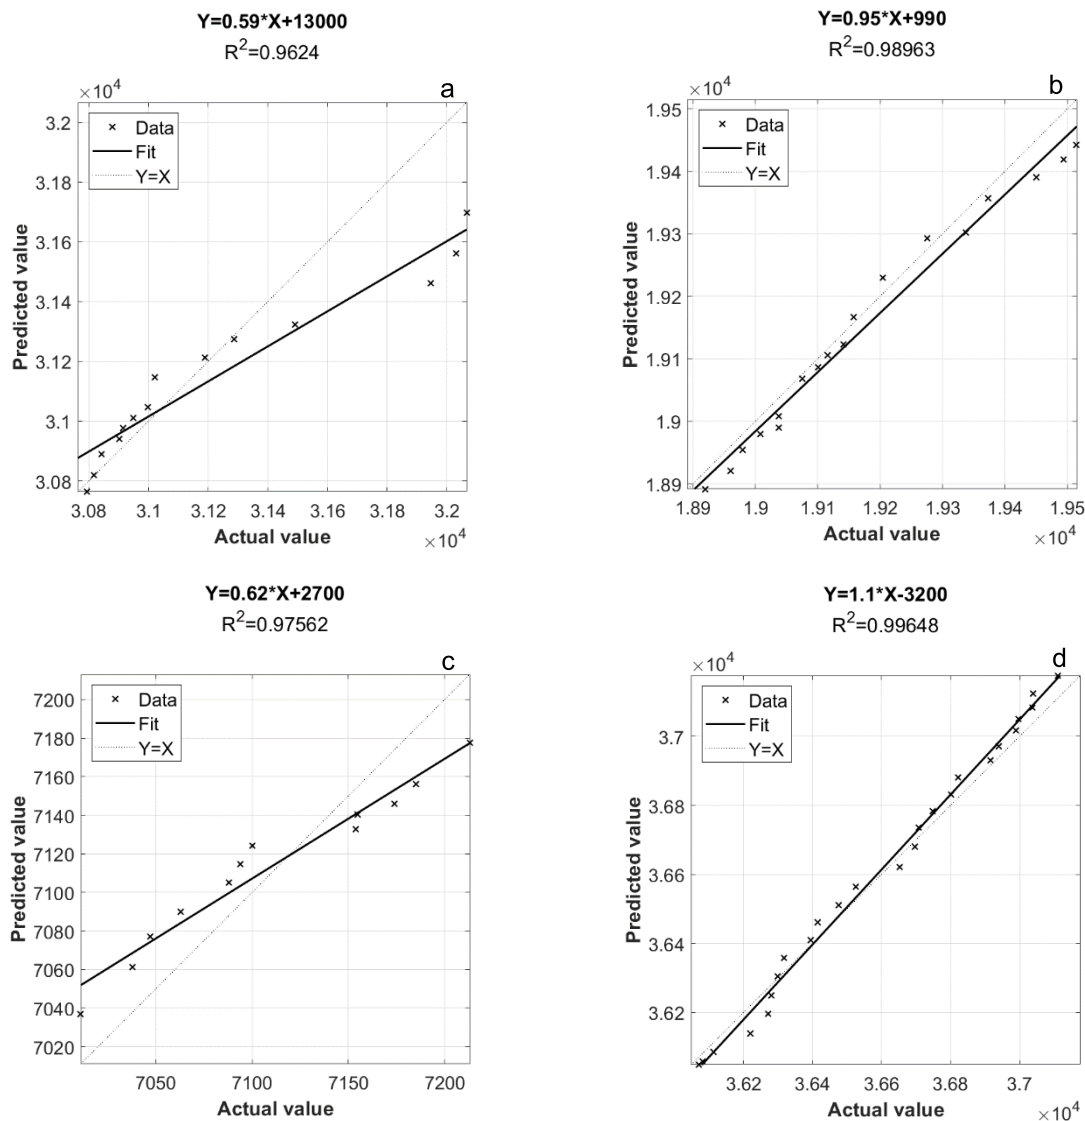 Y=0.59*X+13000
R²=0.9624
×10⁴
a
Data
Fit
Y=X
3.2
3.18
3.16
3.14
3.12
3.1
3.08
Predicted value
3.08 3.1 3.12 3.14 3.16 3.18 3.2
Actual value
×10⁴
Y=0.95*X+990
R²=0.98963
×10⁴
b
Data
Fit
Y=X
1.95
1.94
1.93
1.92
1.91
1.9
1.89
Predicted value
1.89 1.9 1.91 1.92 1.93 1.94 1.95
Actual value
×10⁴
Y=0.62*X+2700
R²=0.97562
c
Data
Fit
Y=X
7200
7180
7160
7140
7120
7100
7080
7060
7040
7020
Predicted value
7050 7100 7150 7200
Actual value
Y=1.1*X-3200
R²=0.99648
×10⁴
d
Data
Fit
Y=X
3.7
3.68
3.66
3.64
3.62
Predicted value
3.62 3.64 3.66 3.68 3.7
Actual value
×10⁴